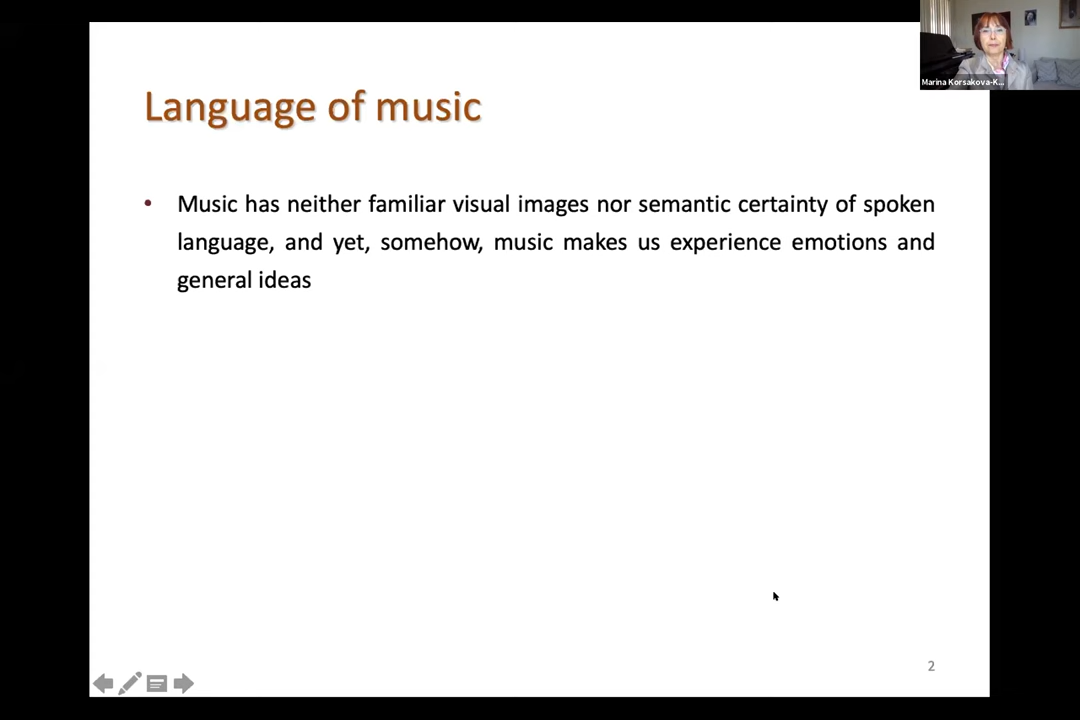 Marina Korsakova-K...
Language of music
• Music has neither familiar visual images nor semantic certainty of spoken
language, and yet, somehow, music makes us experience emotions and
general ideas
2